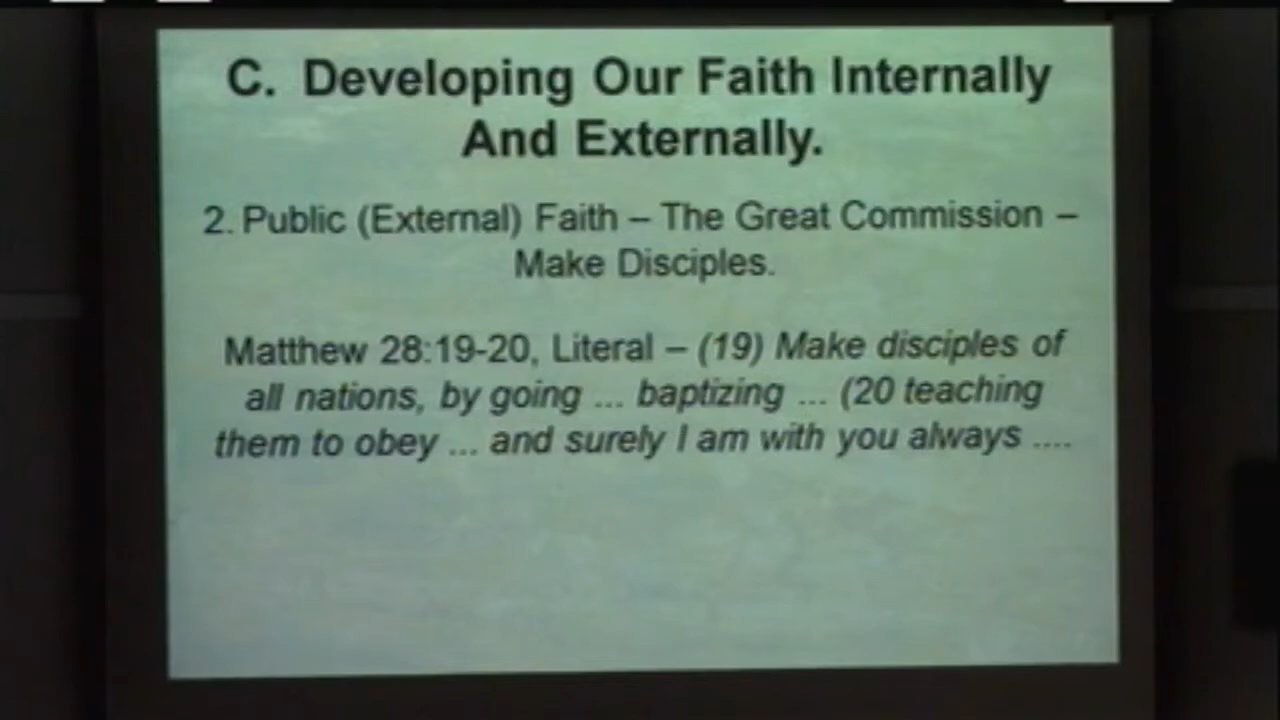 C. Developing Our Faith Internally
And Externally.
2. Public (External) Faith – The Great Commission –
Make Disciples.
Matthew 28:19-20, Literal – (19) Make disciples of
all nations, by going ... baptizing ... (20 teaching
them to obey ... and surely I am with you always ....